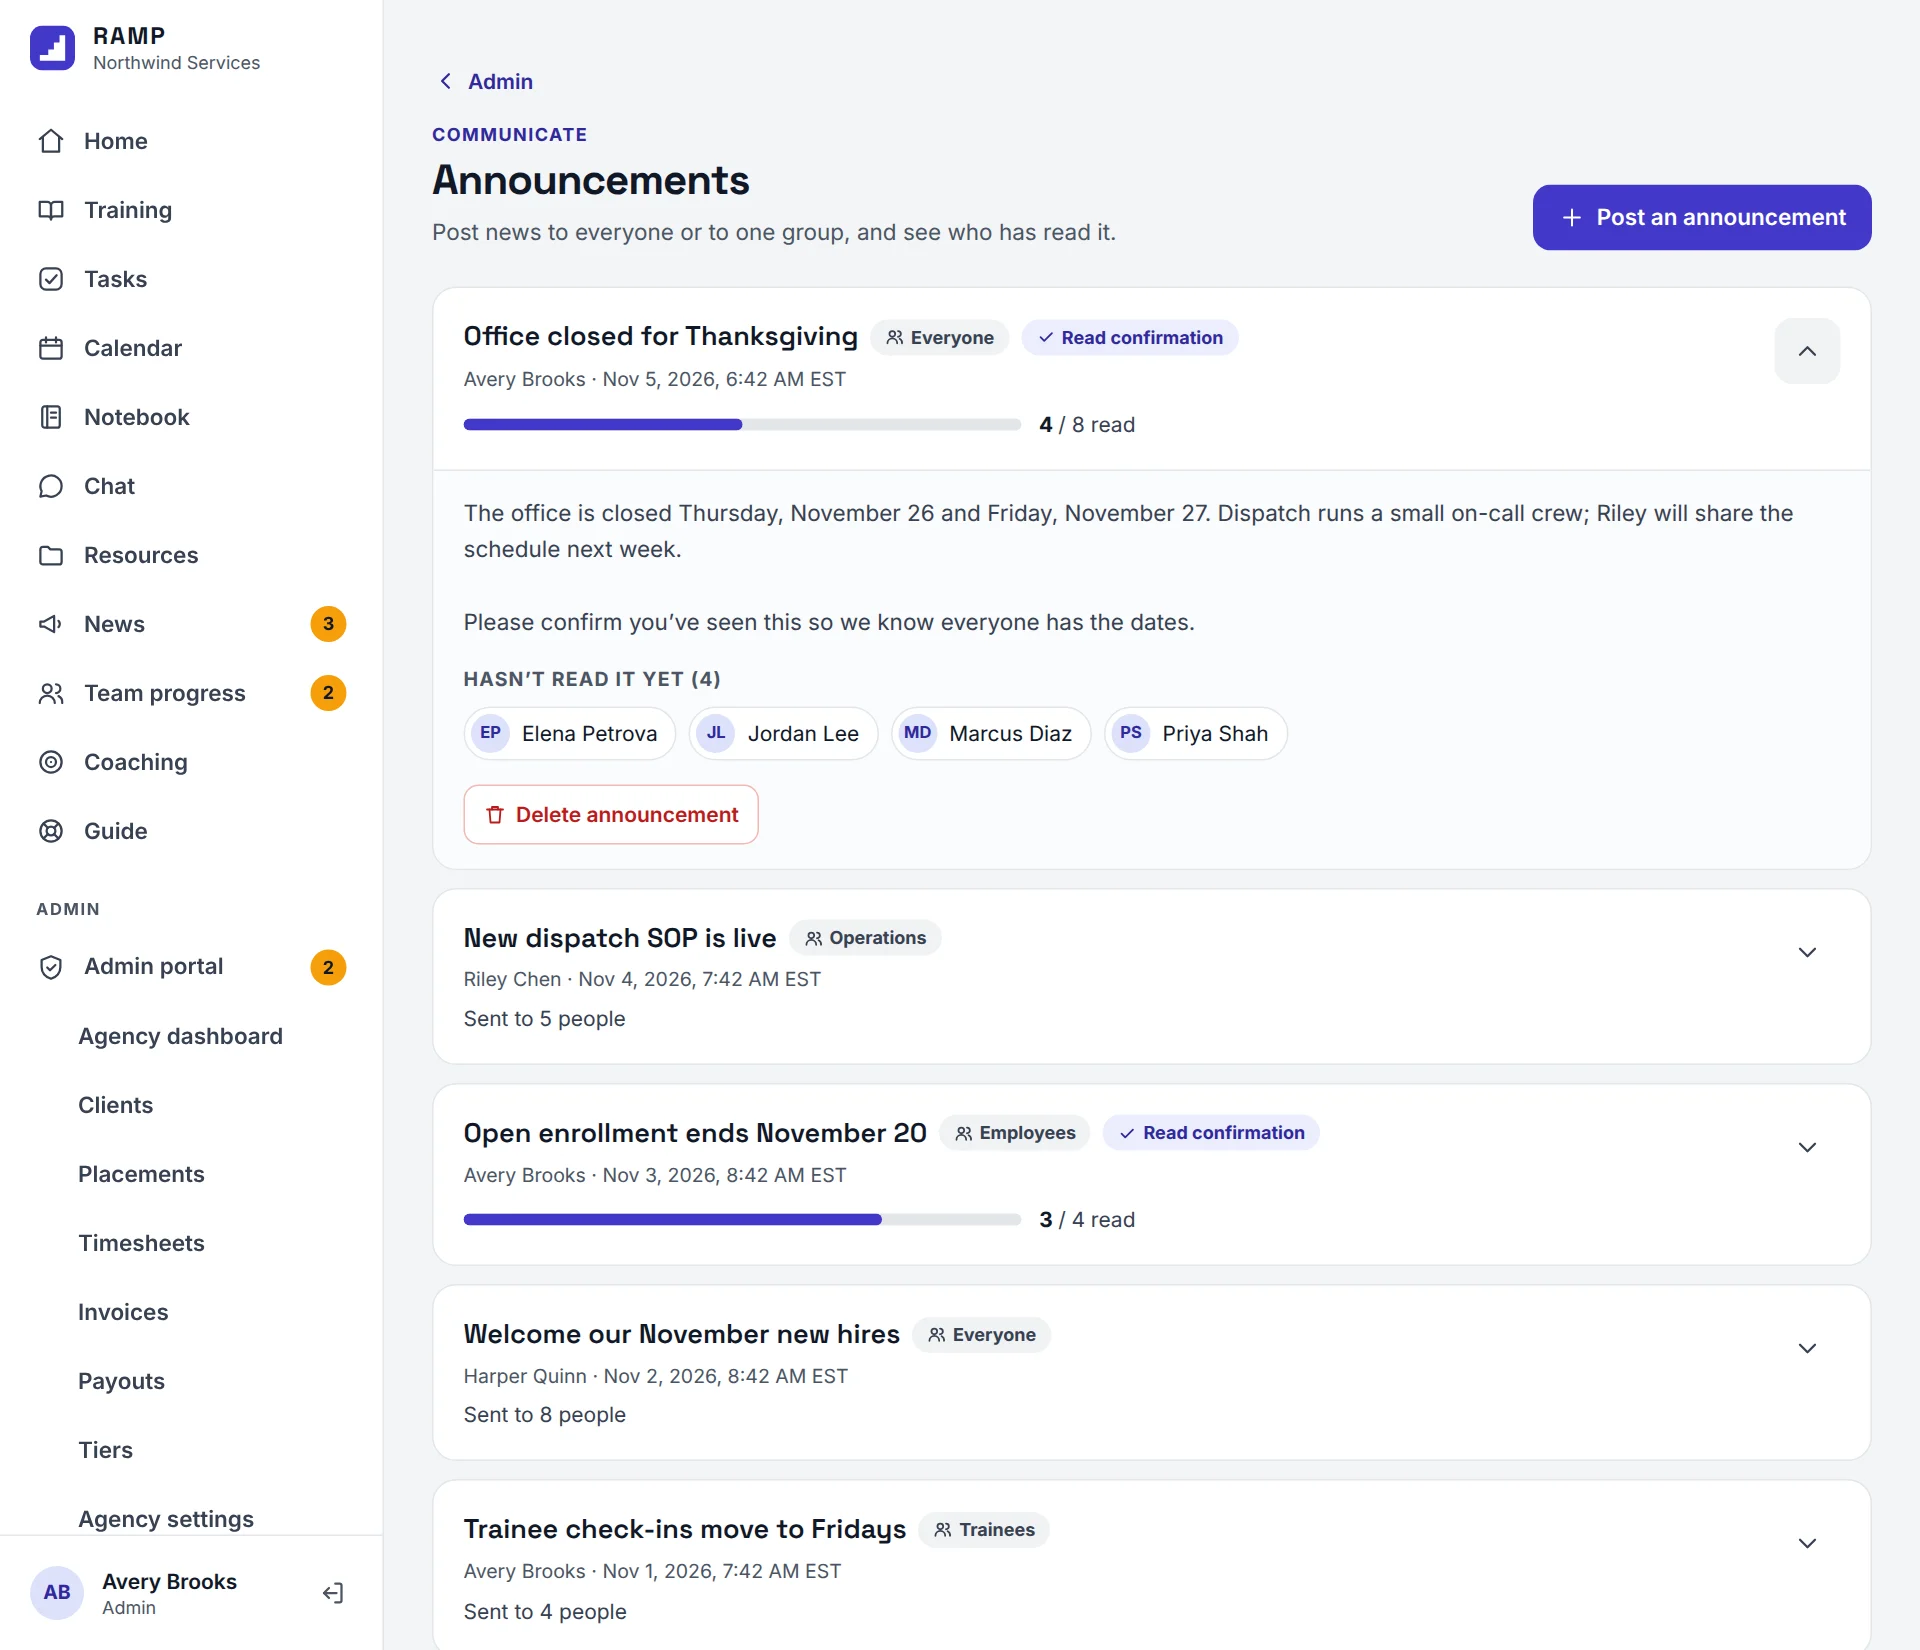 RAMP
Northwind Services
Home
Training
Tasks
Calendar
Notebook
Chat
Resources
News 3
Team progress 2
Coaching
Guide
ADMIN
Admin portal 2
Agency dashboard
Clients
Placements
Timesheets
Invoices
Payouts
Tiers
Agency settings
AB
Avery Brooks
Admin
Admin
COMMUNICATE
Announcements
Post news to everyone or to one group, and see who has read it.
Post an announcement
Office closed for Thanksgiving Everyone Read confirmation
Avery Brooks · Nov 5, 2026, 6:42 AM EST
4 / 8 read
The office is closed Thursday, November 26 and Friday, November 27. Dispatch runs a small on-call crew; Riley will share the
schedule next week.
Please confirm you’ve seen this so we know everyone has the dates.
HASN’T READ IT YET (4)
EP Elena Petrova JL Jordan Lee MD Marcus Diaz PS Priya Shah
Delete announcement
New dispatch SOP is live Operations
Riley Chen · Nov 4, 2026, 7:42 AM EST
Sent to 5 people
Open enrollment ends November 20 Employees Read confirmation
Avery Brooks · Nov 3, 2026, 8:42 AM EST
3 / 4 read
Welcome our November new hires Everyone
Harper Quinn · Nov 2, 2026, 8:42 AM EST
Sent to 8 people
Trainee check-ins move to Fridays Trainees
Avery Brooks · Nov 1, 2026, 7:42 AM EST
Sent to 4 people